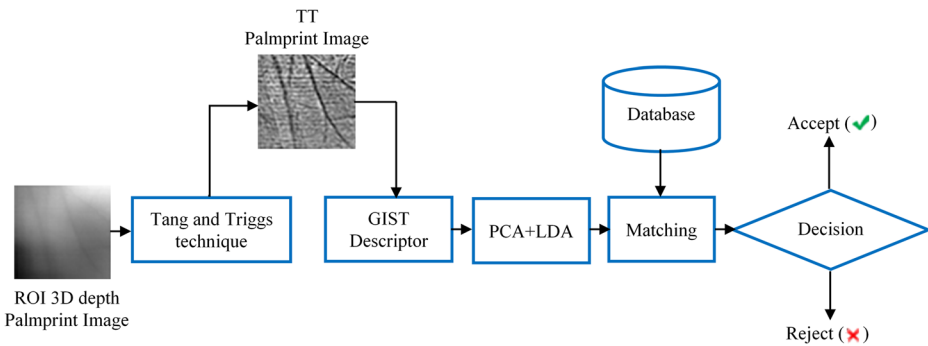 TT
Palmprint Image
Database
Accept (
)
Tang and Triggs
technique
GIST
Descriptor
PCA+LDA
Matching
Decision
ROI 3D depth
Palmprint Image
Reject (
)